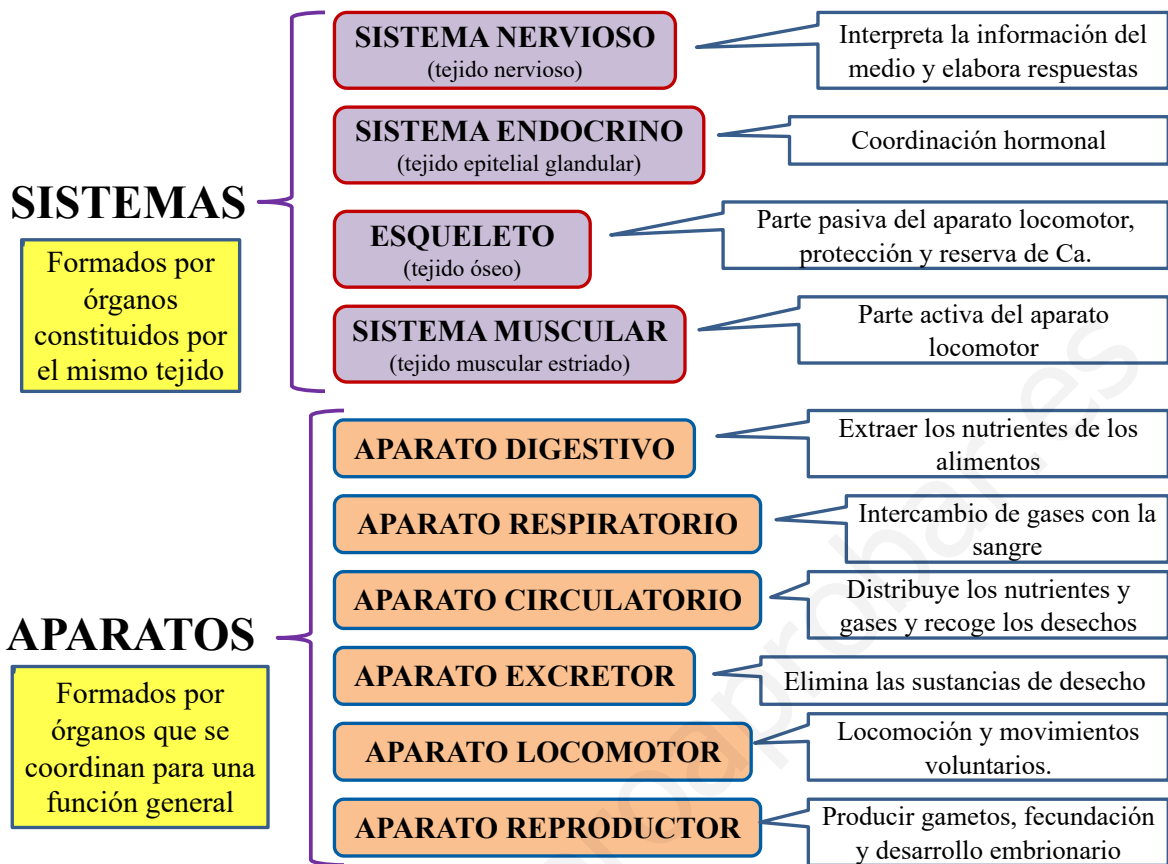 SISTEMAS
Formados por
órganos
constituidos por
el mismo tejido
SISTEMA NERVIOSO
(tejido nervioso)
Interpreta la información del
medio y elabora respuestas
SISTEMA ENDOCRINO
(tejido epitelial glandular)
Coordinación hormonal
ESQUELETO
(tejido óseo)
Parte pasiva del aparato locomotor,
protección y reserva de Ca.
SISTEMA MUSCULAR
(tejido muscular estriado)
Parte activa del aparato
locomotor
APARATOS
Formados por
órganos que se
coordinan para una
función general
APARATO DIGESTIVO
Extraer los nutrientes de los
alimentos
APARATO RESPIRATORIO
Intercambio de gases con la
sangre
APARATO CIRCULATORIO
Distribuye los nutrientes y
gases y recoge los desechos
APARATO EXCRETOR
Elimina las sustancias de desecho
APARATO LOCOMOTOR
Locomoción y movimientos
voluntarios.
APARATO REPRODUCTOR
Producir gametos, fecundación
y desarrollo embrionario